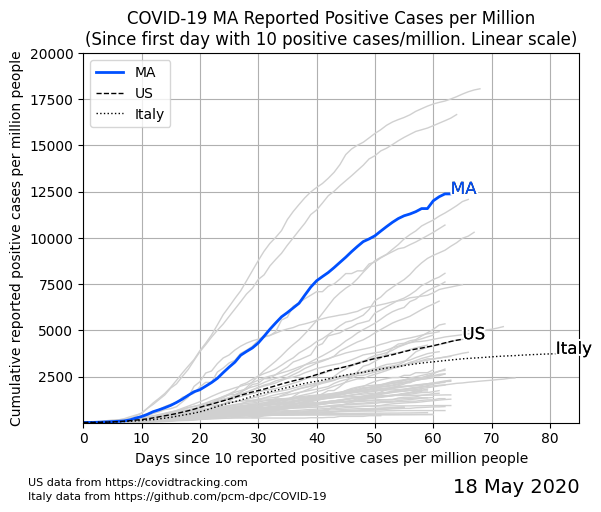 COVID-19 MA Reported Positive Cases per Million
(Since first day with 10 positive cases/million. Linear scale)
Cumulative reported positive cases per million people
20000
17500
15000
12500
10000
7500
5000
2500
MA
US
Italy
MA
US
Italy
0 10 20 30 40 50 60 70 80
Days since 10 reported positive cases per million people
US data from https://covidtracking.com
Italy data from https://github.com/pcm-dpc/COVID-19
18 May 2020